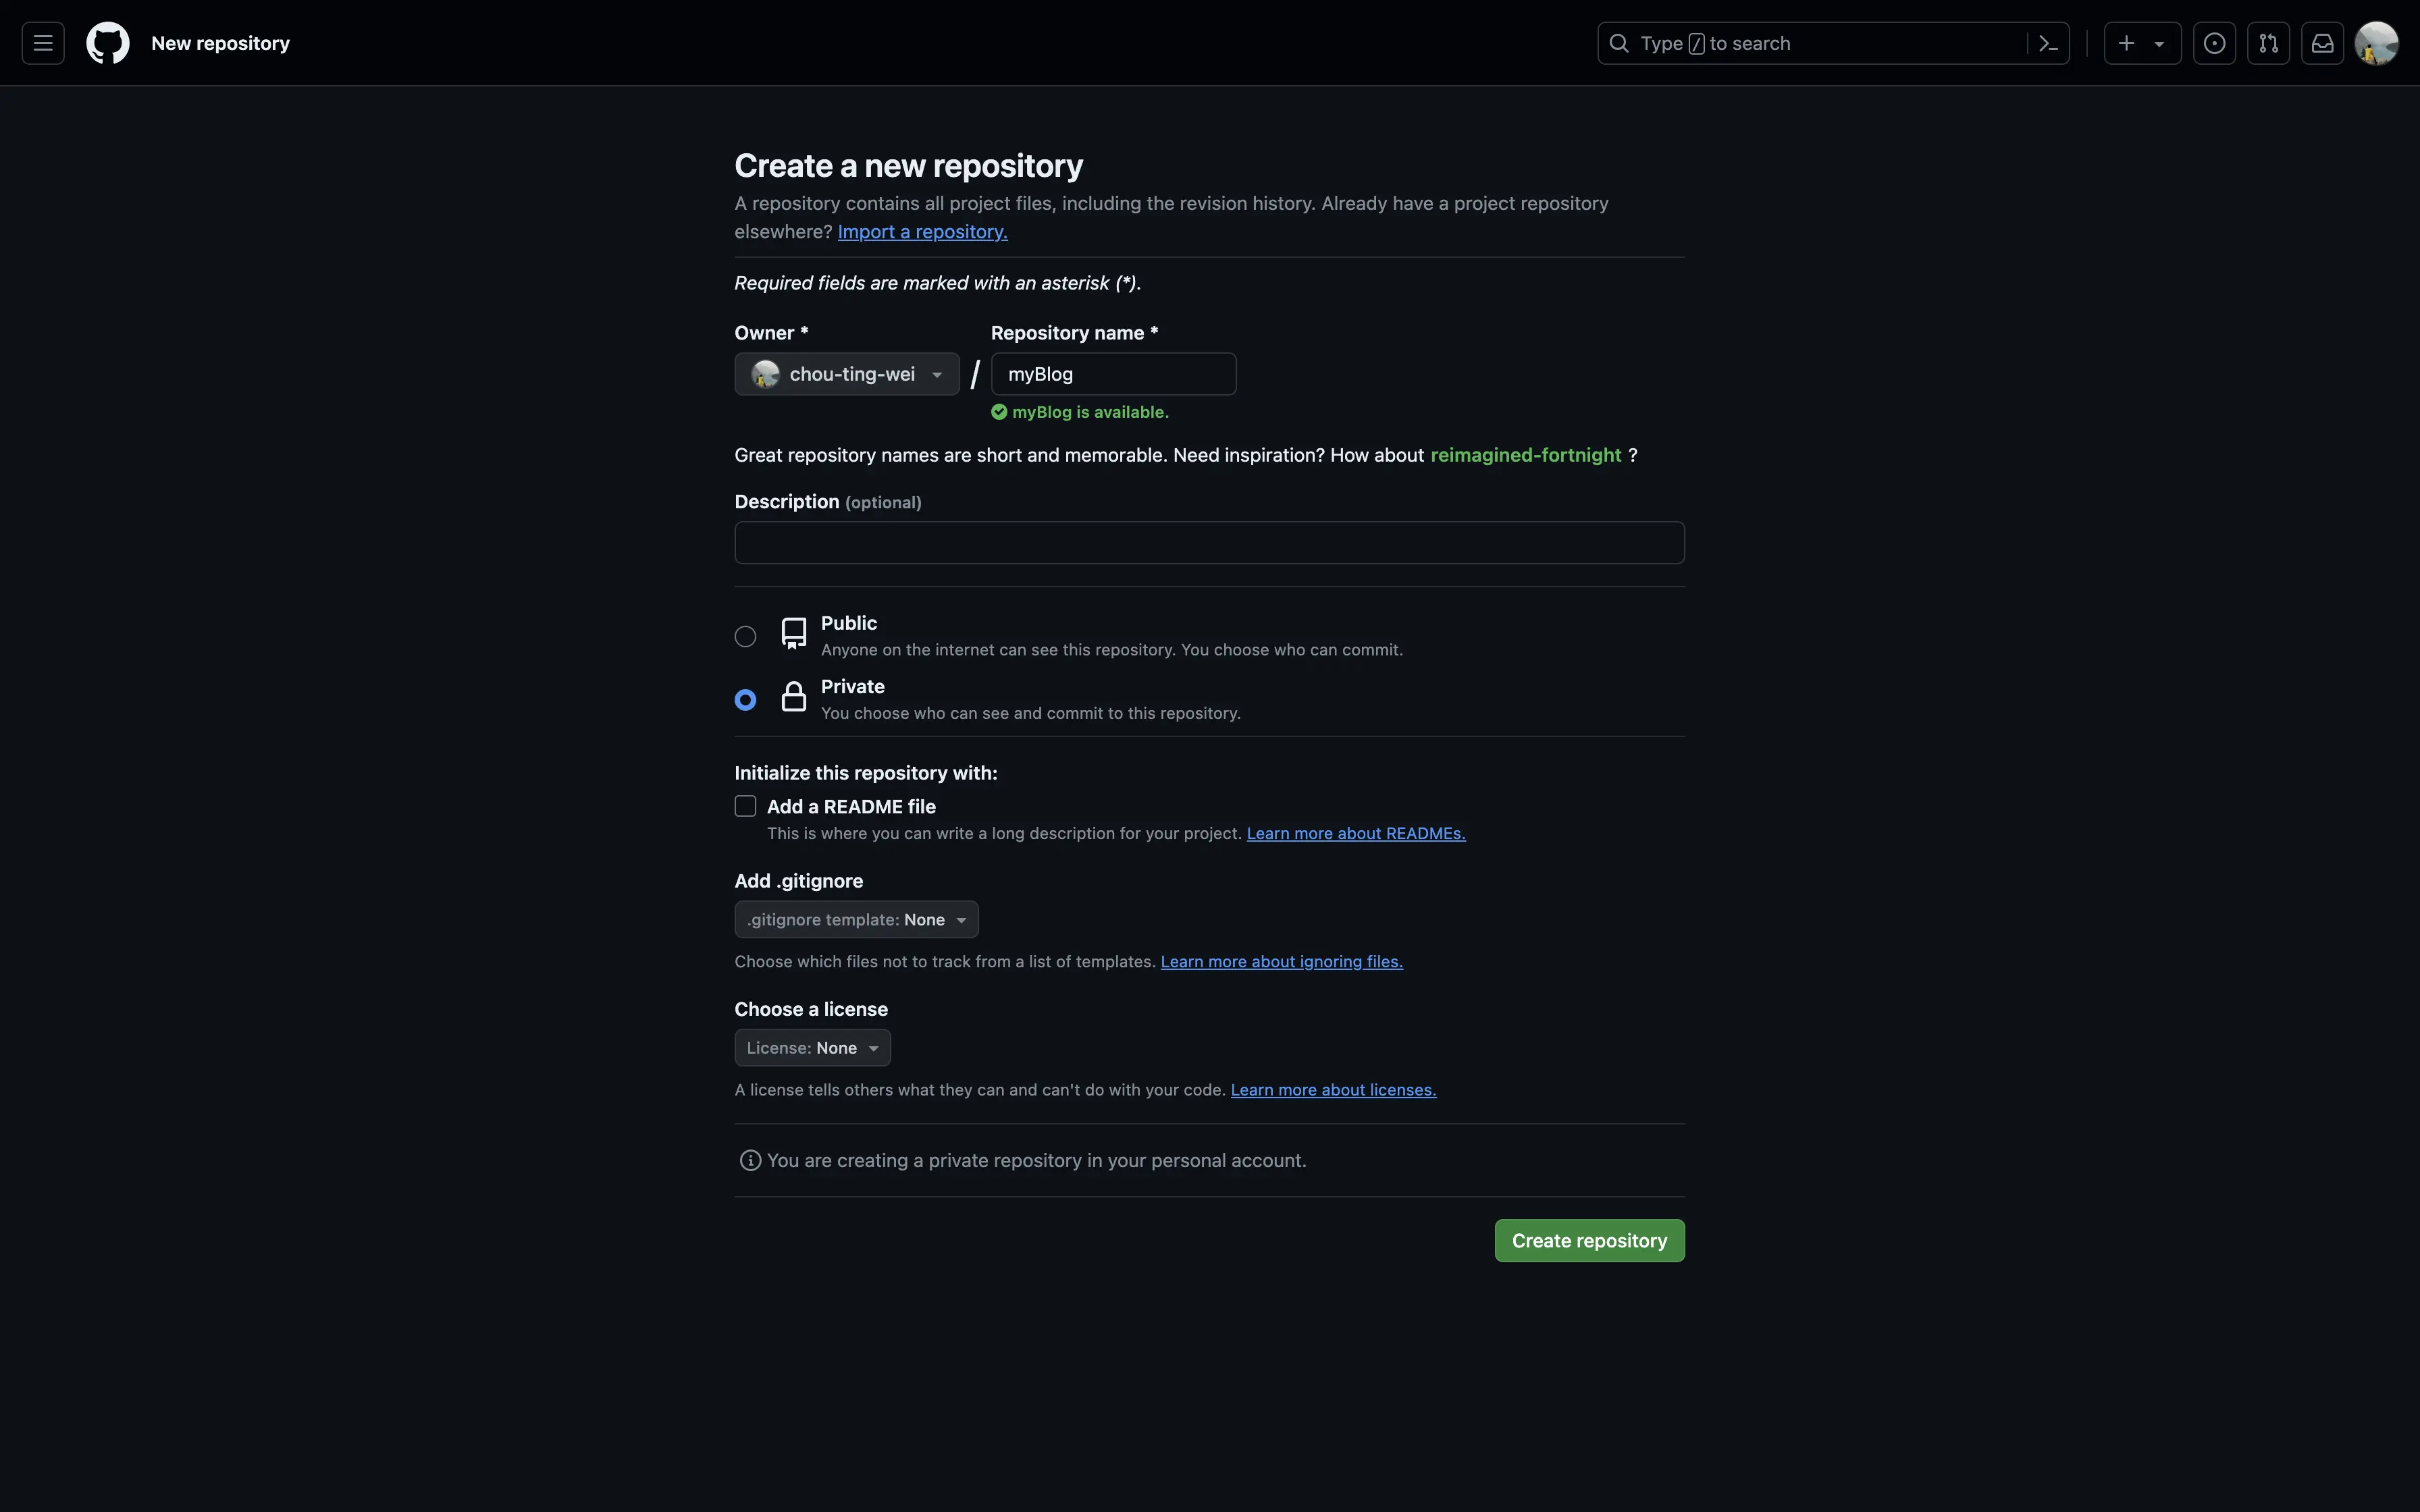 New repository
Type / to search
Create a new repository
A repository contains all project files, including the revision history. Already have a project repository
elsewhere? Import a repository.
Required fields are marked with an asterisk (*).
Owner * Repository name *
chou-ting-wei / myBlog
myBlog is available.
Great repository names are short and memorable. Need inspiration? How about reimagined-fortnight ?
Description (optional)
Public
Anyone on the internet can see this repository. You choose who can commit.
Private
You choose who can see and commit to this repository.
Initialize this repository with:
Add a README file
This is where you can write a long description for your project. Learn more about READMEs.
Add .gitignore
.gitignore template: None
Choose which files not to track from a list of templates. Learn more about ignoring files.
Choose a license
License: None
A license tells others what they can and can't do with your code. Learn more about licenses.
You are creating a private repository in your personal account.
Create repository